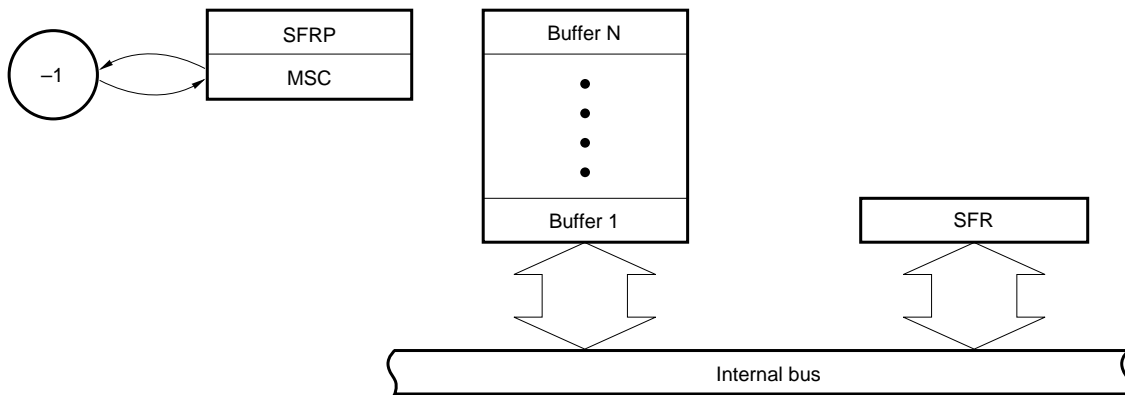 SFRP
Buffer N
–1
MSC
Buffer 1
SFR
Internal bus